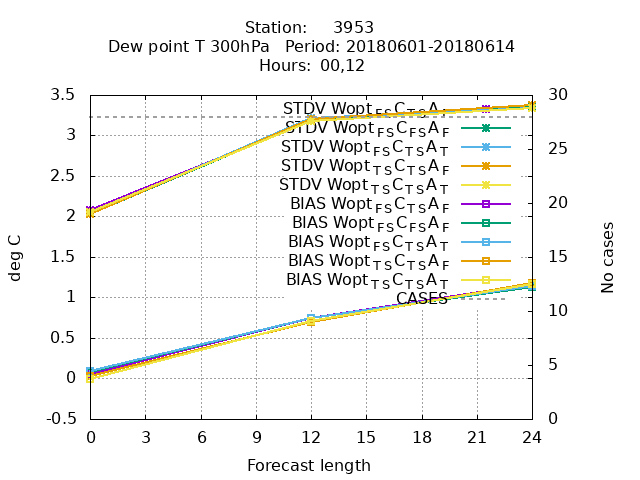 Station:     3953
Dew point T 300hPa   Period: 20180601-20180614
Hours:  00,12
3.5
3
2.5
2
1.5
1
0.5
0
-0.5
deg C
STDV Wopt FS C TS A F
STDV Wopt FS C FS A F
STDV Wopt FS C TS A T
STDV Wopt TS C TS A F
STDV Wopt TS C TS A T
BIAS Wopt FS C TS A F
BIAS Wopt FS C FS A F
BIAS Wopt FS C TS A T
BIAS Wopt TS C TS A F
BIAS Wopt TS C TS A T
CASES
30
25
20
15
10
5
0
No cases
0 3 6 9 12 15 18 21 24
Forecast length